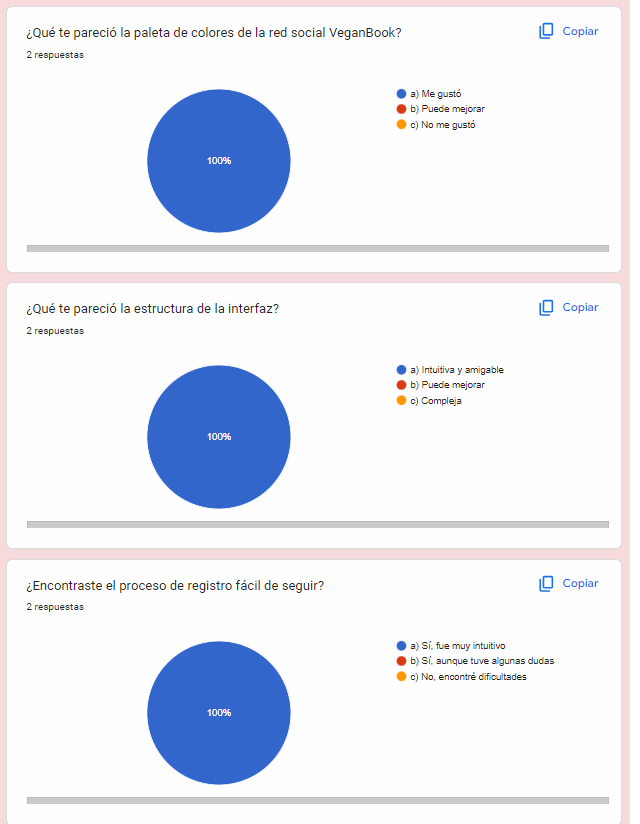 ¿Qué te pareció la paleta de colores de la red social VeganBook?
Copiar
2 respuestas
a) Me gustó
b) Puede mejorar
c) No me gustó
100%
¿Qué te pareció la estructura de la interfaz?
Copiar
2 respuestas
a) Intuitiva y amigable
b) Puede mejorar
c) Compleja
100%
¿Encontraste el proceso de registro fácil de seguir?
Copiar
2 respuestas
a) Sí, fue muy intuitivo
b) Sí, aunque tuve algunas dudas
c) No, encontré dificultades
100%